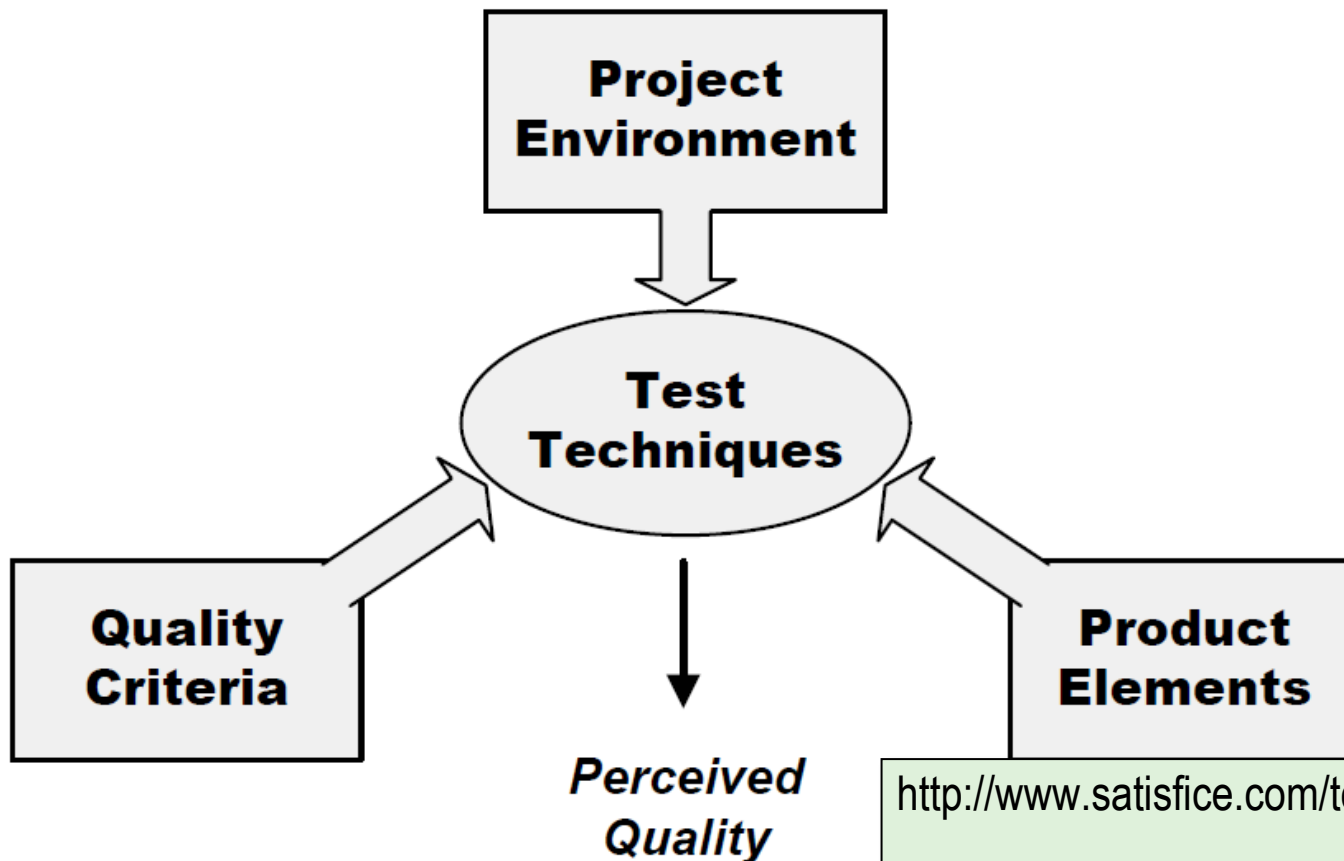 Project
Environment
Test
Techniques
Quality
Criteria
Product
Elements
Perceived
Quality
http://www.satisfice.com/